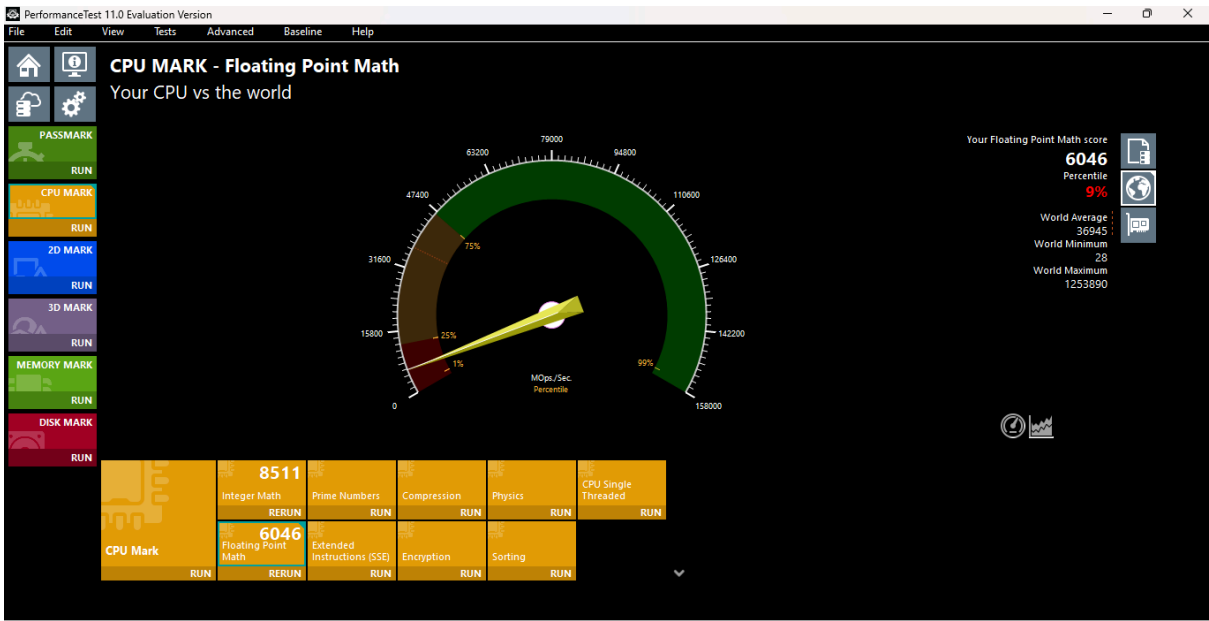 PerformanceTest 11.0 Evaluation Version
File Edit View Tests Advanced Baseline Help
CPU MARK - Floating Point Math
Your CPU vs the world
PASSMARK
RUN
CPU MARK
RUN
2D MARK
RUN
3D MARK
RUN
MEMORY MARK
RUN
DISK MARK
RUN
0
15800
31600
47400
63200
79000
94800
110600
126400
142200
158000
1%
25%
75%
99%
MOps./Sec.
Percentile
Your Floating Point Math score
6046
Percentile
9%
World Average
36945
World Minimum
28
World Maximum
1253890
CPU Mark
RUN
8511
Integer Math
RERUN
Prime Numbers
RUN
Compression
RUN
Physics
RUN
CPU Single
Threaded
RUN
6046
Floating Point
Math
RERUN
Extended
Instructions (SSE)
RUN
Encryption
RUN
Sorting
RUN